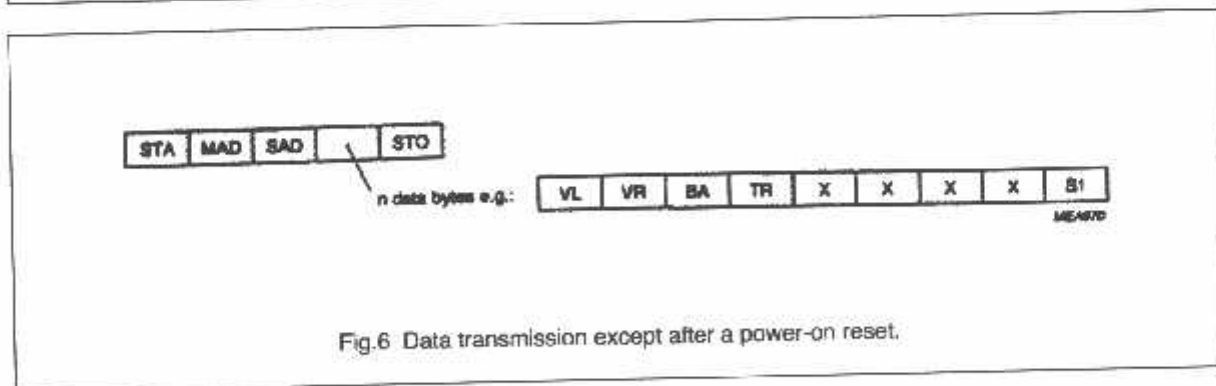 STA MAD SAD STO
n data bytes e.g.: VL VR BA TR X X X X S1
MEA970
Fig.6 Data transmission except after a power-on reset.